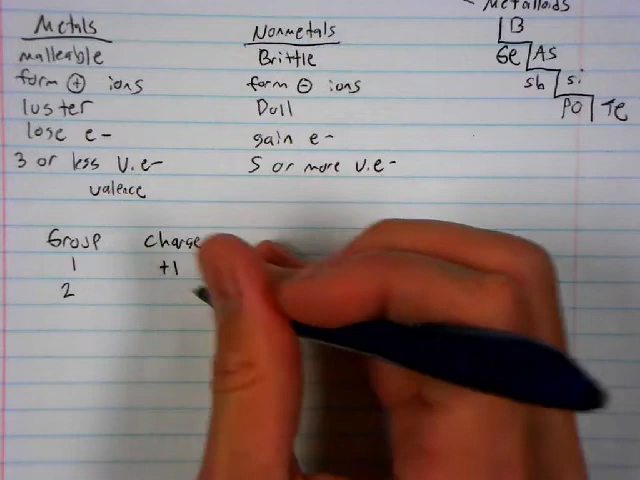 Metalloids
Metals Nonmetals
B
malleable Brittle
Ge As
form + ions form - ions
Sb Si
luster Dull
Po Te
lose e- gain e-
3 or less v.e- 5 or more v.e-
valence
Group Charge
1 +1
2